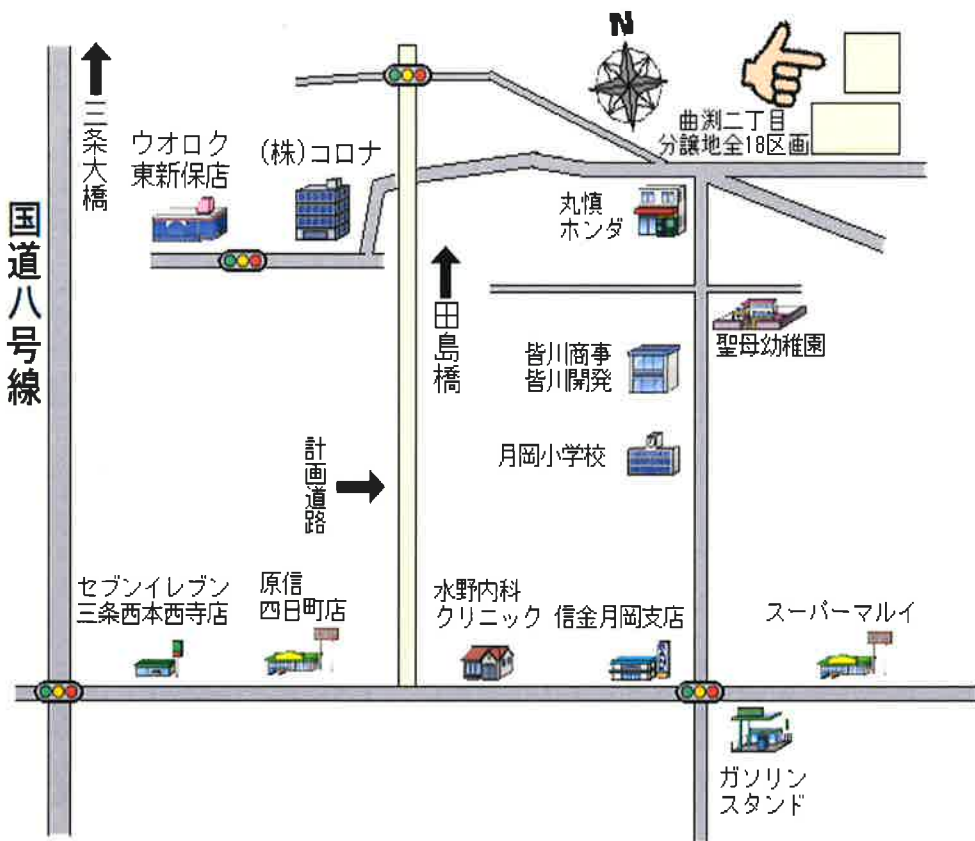 N
三条大橋
ウオロク
東新保店
(株)コロナ
曲渕二丁目
分譲地全18区画
丸慎
ホンダ
国道八号線
田島橋
聖母幼稚園
皆川商事
皆川開発
月岡小学校
計画道路
セブンイレブン
三条西本西寺店
原信
四日町店
水野内科
クリニック
信金月岡支店
スーパーマルイ
ガソリン
スタンド